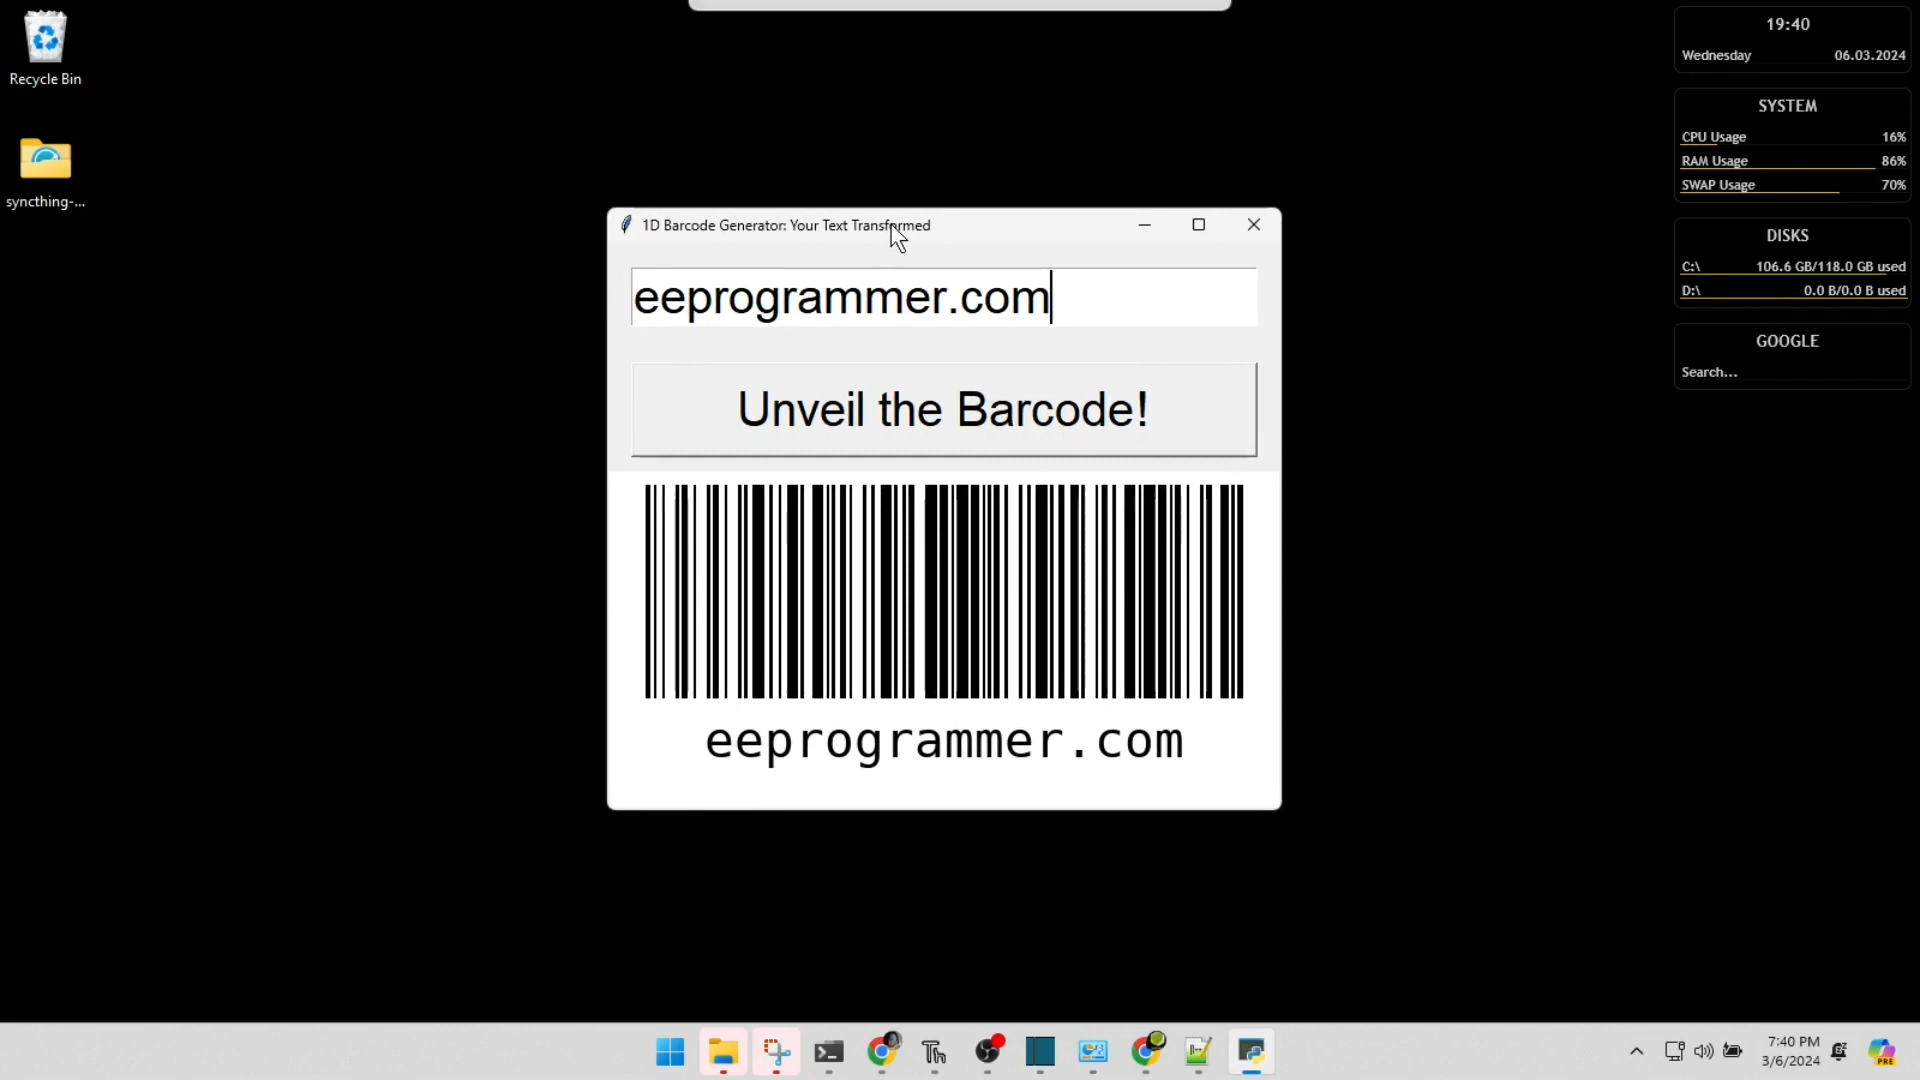 Recycle Bin
syncthing-...
1D Barcode Generator: Your Text Transformed
eeprogrammer.com
Unveil the Barcode!
eeprogrammer.com
19:40
Wednesday 06.03.2024
SYSTEM
CPU Usage 16%
RAM Usage 86%
SWAP Usage 70%
DISKS
C:\ 106.6 GB/118.0 GB used
D:\ 0.0 B/0.0 B used
GOOGLE
Search...
7:40 PM
3/6/2024
PRE